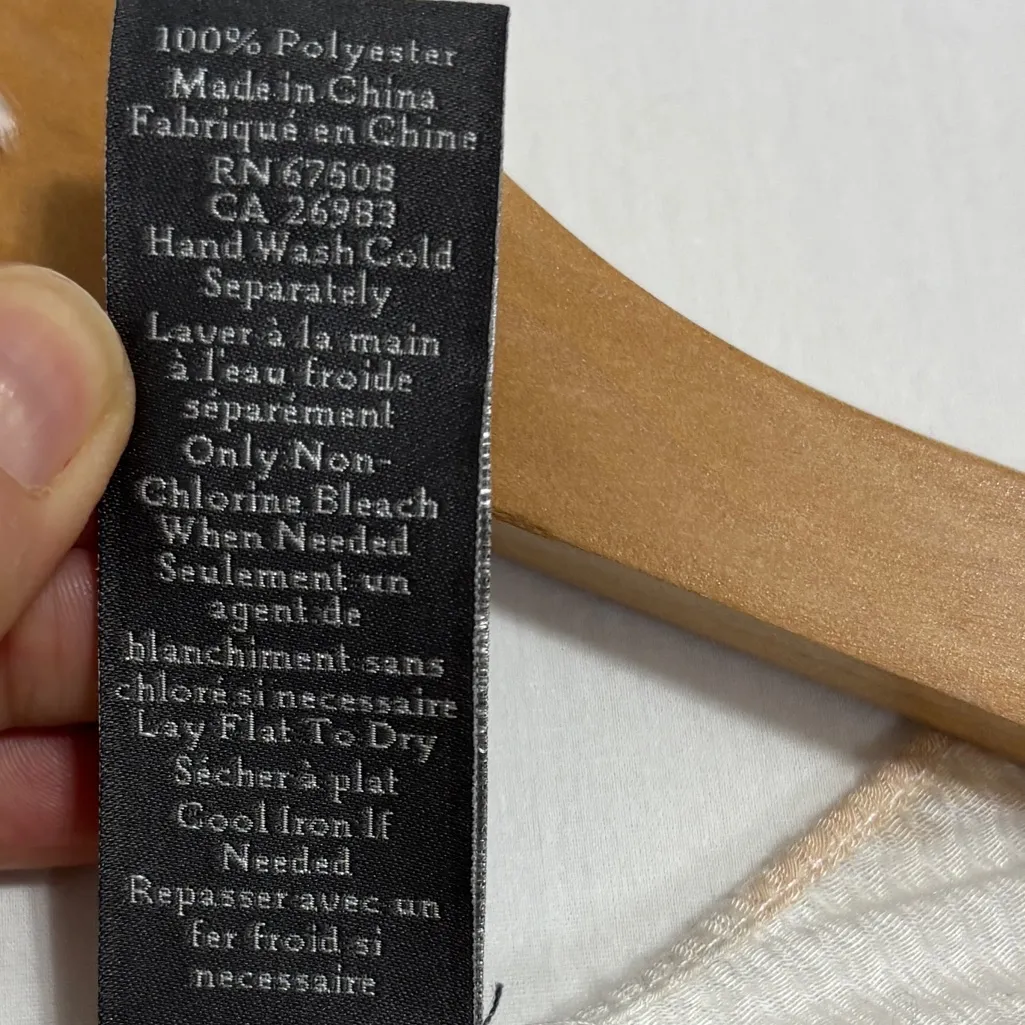 100% Polyester
Made in China
Fabriqué en Chine
RN 67508
CA 26983
Hand Wash Cold
Separately
Laver à la main
à l'eau froide
séparément
Only Non-
Chlorine Bleach
When Needed
Seulement un
agent de
blanchiment sans
chloré si necessaire
Lay Flat To Dry
Sécher à plat
Cool Iron If
Needed
Repasser avec un
fer froid si
necessaire